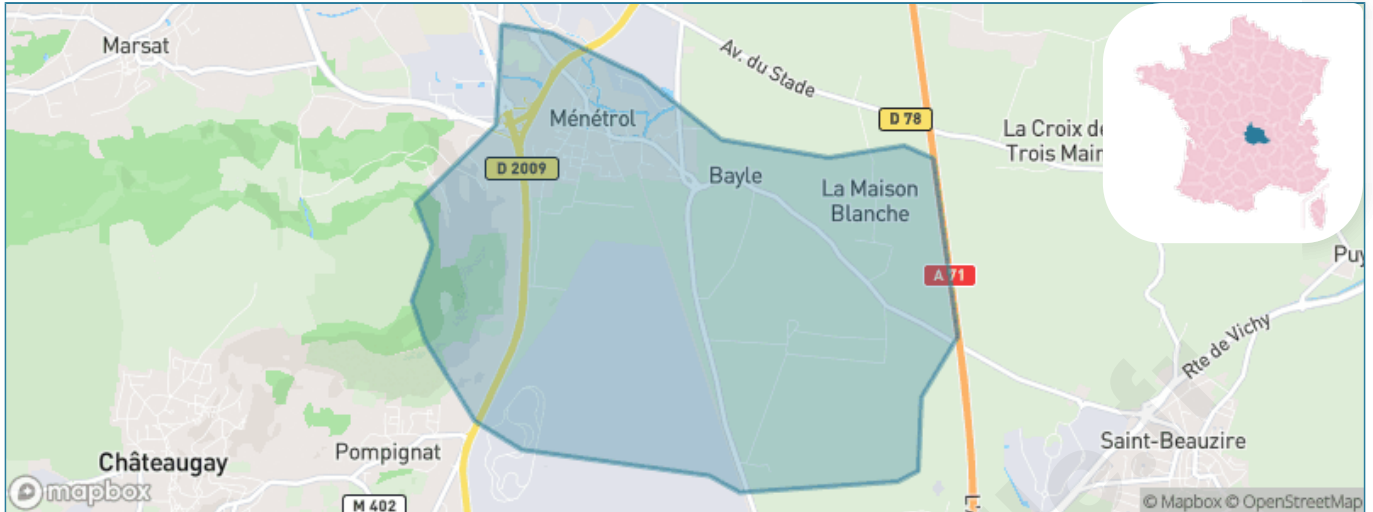 Marsat
Av. du Stade
D 78
Ménétrol
La Croix de
Trois Mair
D 2009
Bayle
La Maison
Blanche
Puy
A 71
Rte de Vichy
Saint-Beauzire
Pompignat
Châteaugay
mapbox
M 402
© Mapbox © OpenStreetMap